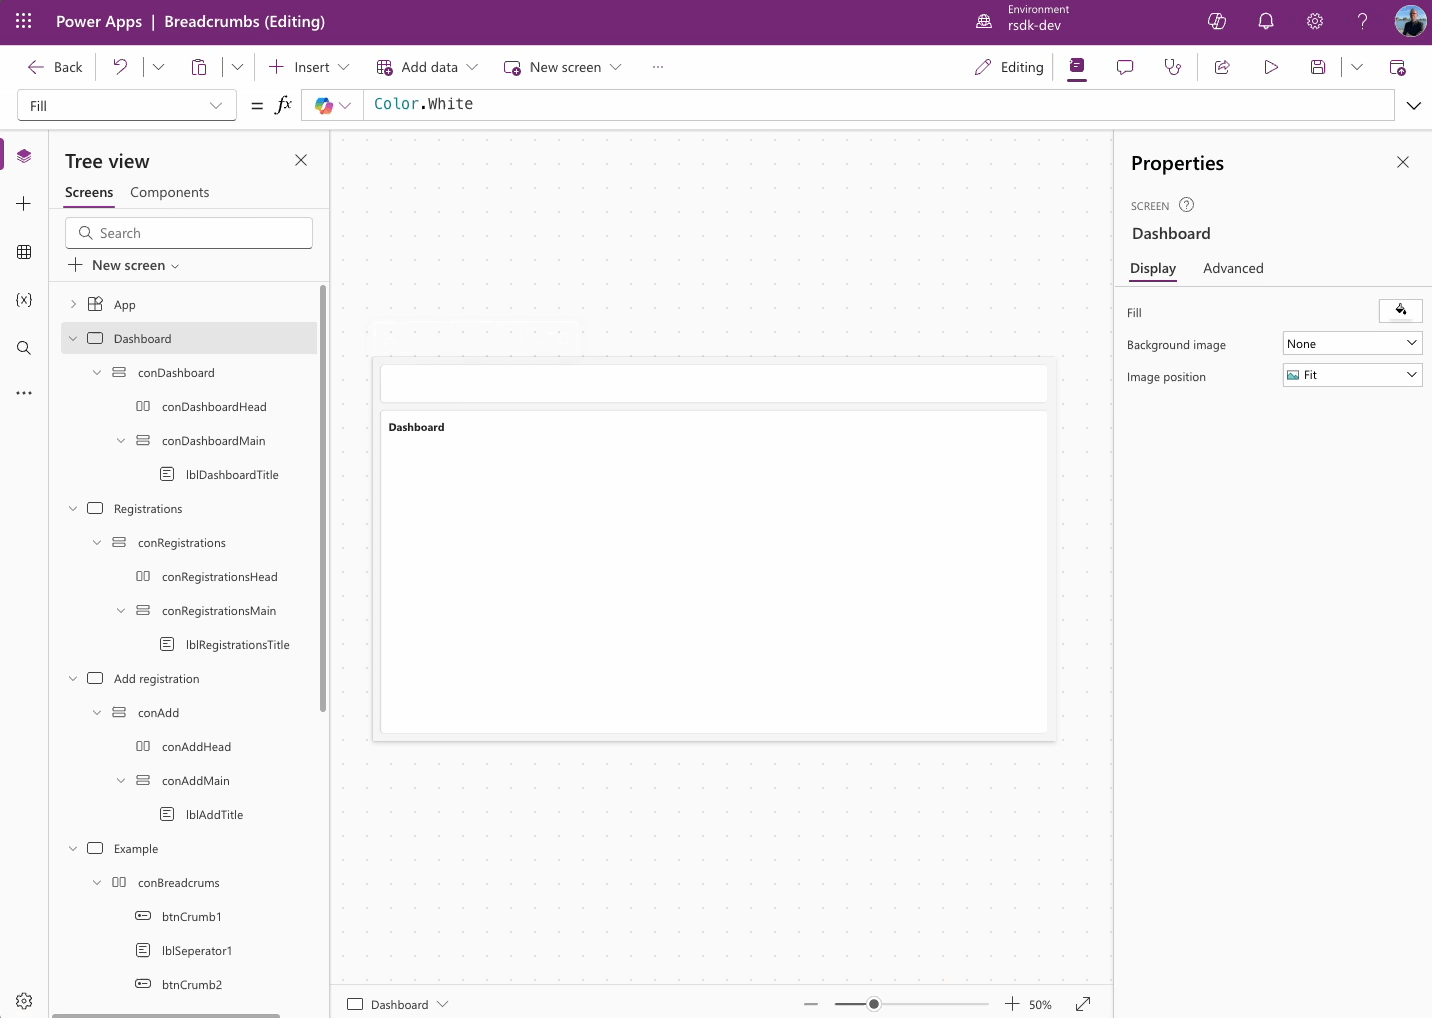 Power Apps | Breadcrumbs (Editing)
Environment
rsdk-dev
Back
Insert
Add data
New screen
...
Editing
Fill
= fx
Color.White
Tree view
Screens
Components
Search
New screen
App
Dashboard
conDashboard
conDashboardHead
conDashboardMain
lblDashboardTitle
Registrations
conRegistrations
conRegistrationsHead
conRegistrationsMain
lblRegistrationsTitle
Add registration
conAdd
conAddHead
conAddMain
lblAddTitle
Example
conBreadcrums
btnCrumb1
lblSeperator1
btnCrumb2
Dashboard
Dashboard
50%
Properties
SCREEN
Dashboard
Display
Advanced
Fill
Background image
None
Image position
Fit